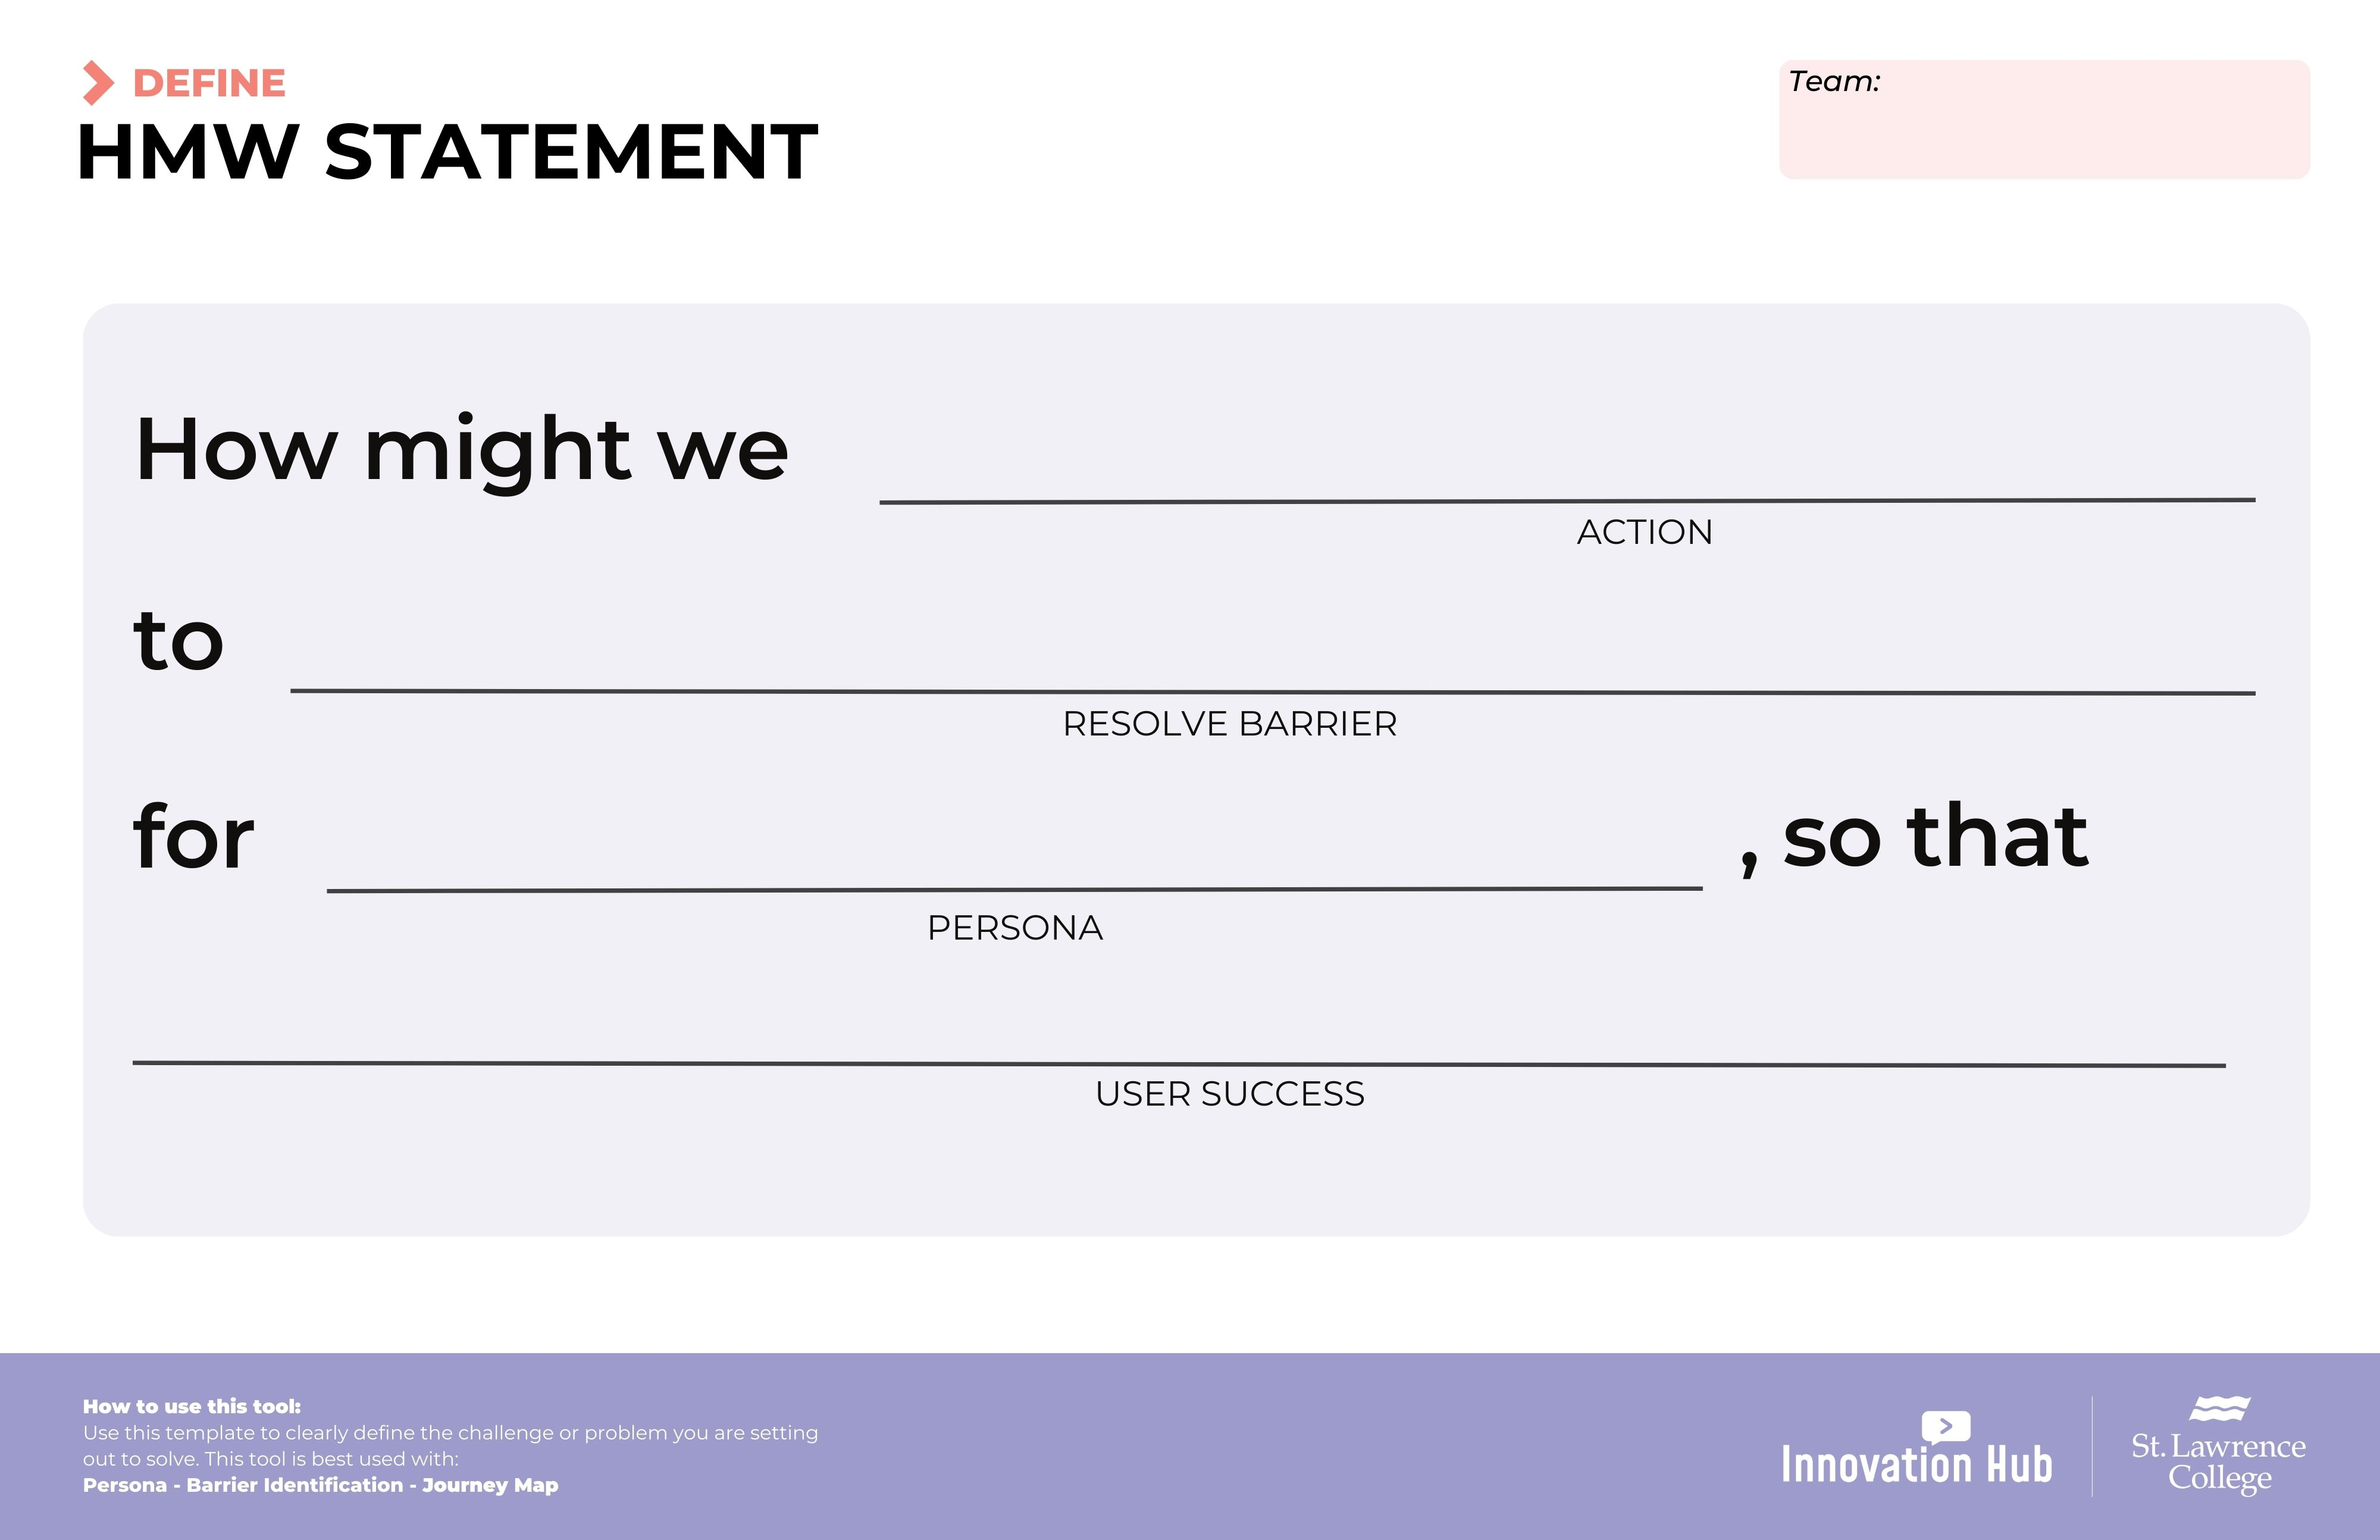 DEFINE
HMW STATEMENT
Team:
How might we
ACTION
to
RESOLVE BARRIER
for , so that
PERSONA
USER SUCCESS
How to use this tool:
Use this template to clearly define the challenge or problem you are setting
out to solve. This tool is best used with:
Persona - Barrier Identification - Journey Map
Innovation Hub
St. Lawrence
College